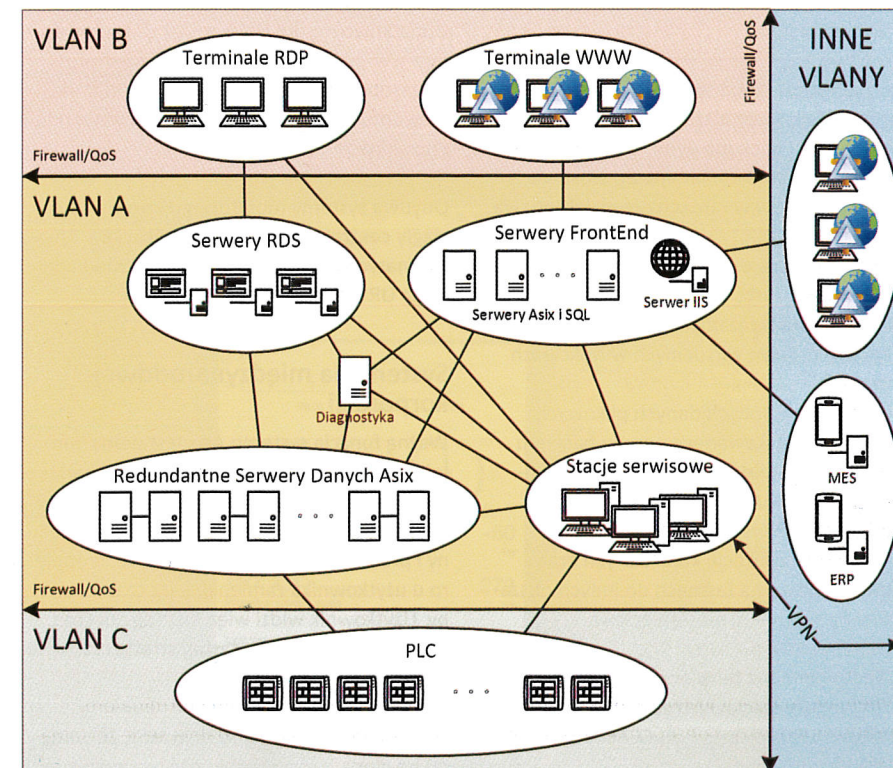 VLAN B
Terminale RDP
Terminale WWW
Firewall/QoS
INNE
VLANY
Firewall/QoS
VLAN A
Serwery RDS
Serwery FrontEnd
Serwery Asix i SQL
Serwer IIS
Diagnostyka
Redundantne Serwery Danych Asix
Stacje serwisowe
MES
ERP
Firewall/QoS
VPN
VLAN C
PLC